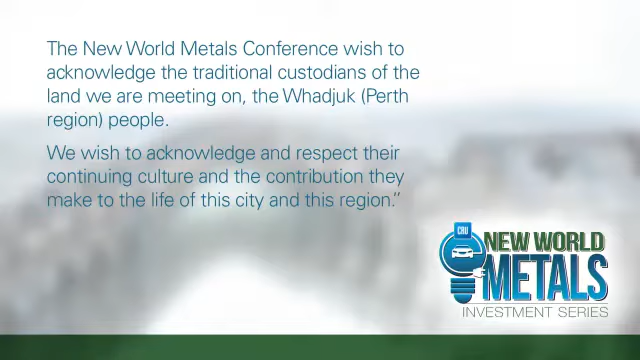 The New World Metals Conference wish to
acknowledge the traditional custodians of the
land we are meeting on, the Whadjuk (Perth
region) people.
We wish to acknowledge and respect their
continuing culture and the contribution they
make to the life of this city and this region.”
CRU
NEW WORLD
METALS
INVESTMENT SERIES